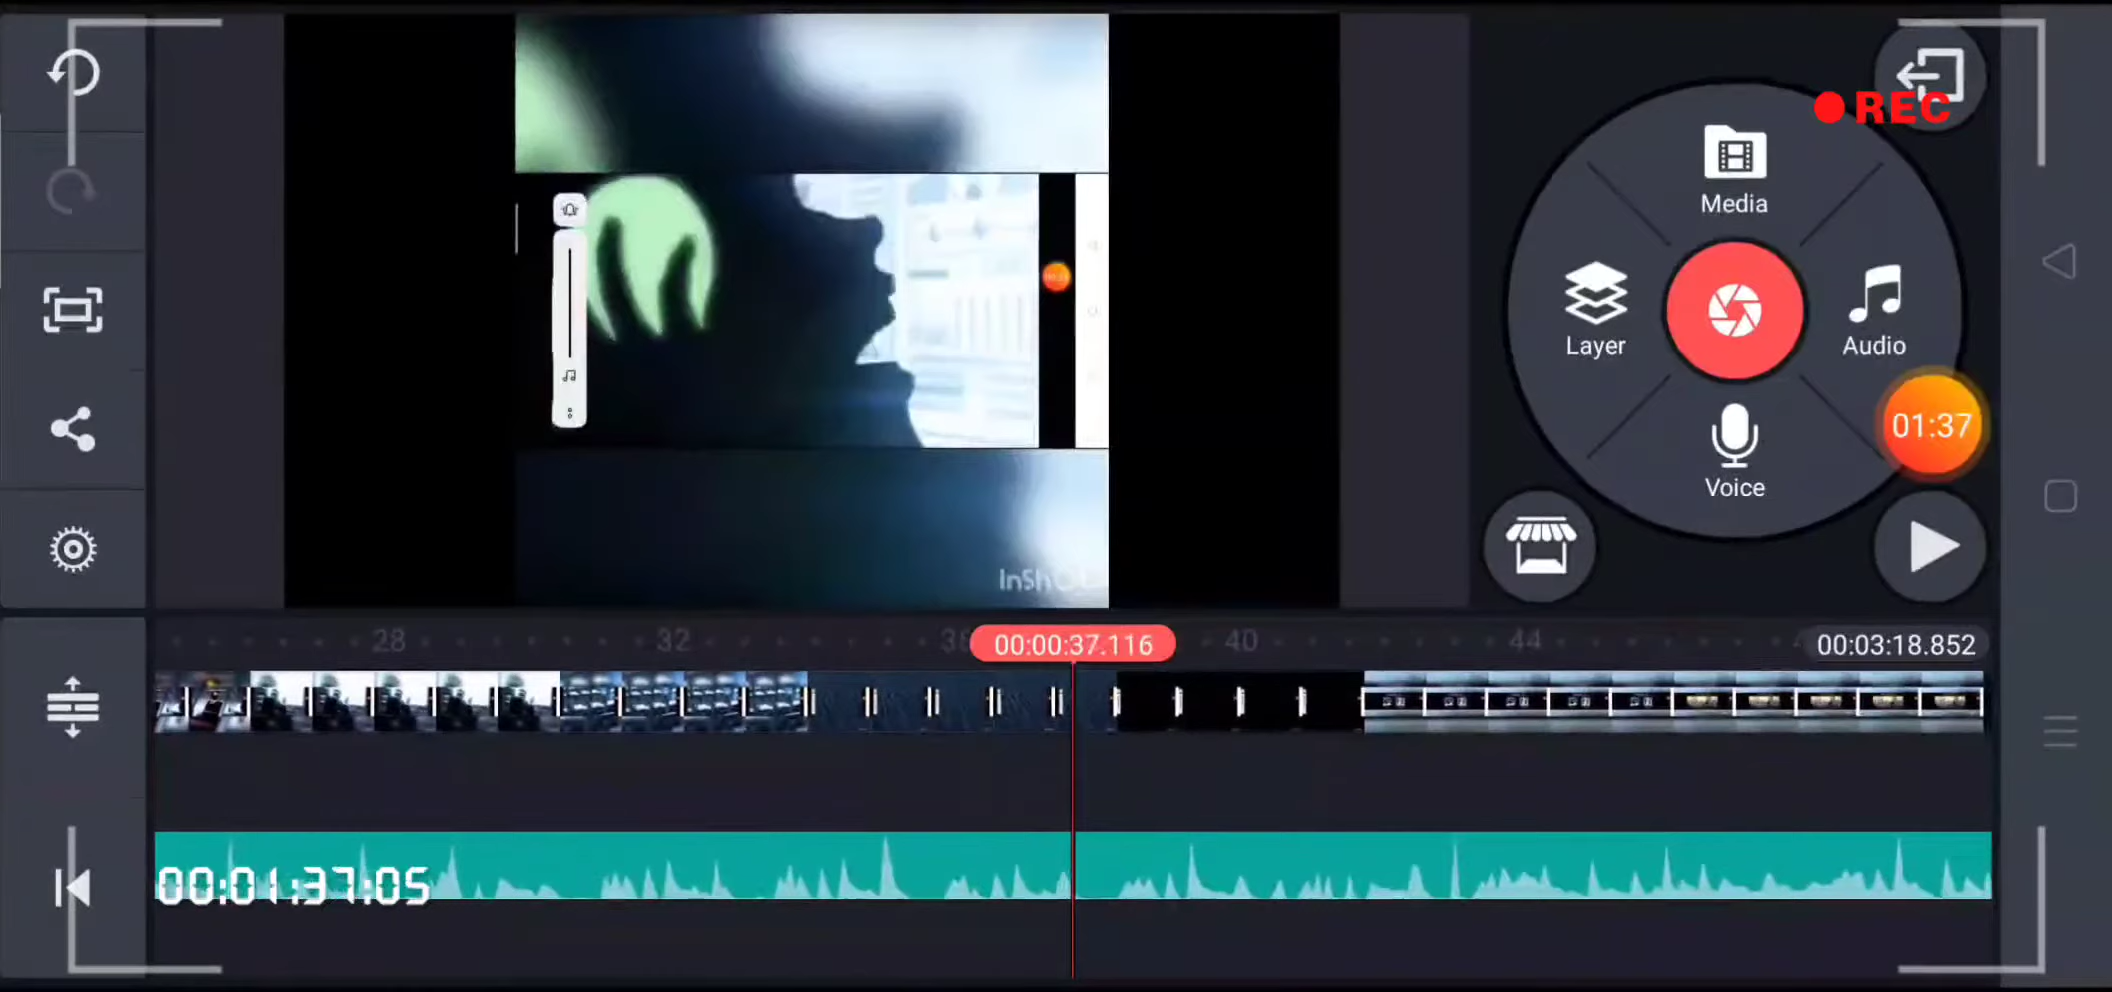 REC
Media
Layer
Audio
01:37
Voice
InSh
28
32
00:00:37.116
40
44
00:03:18.852
00:01:37:05